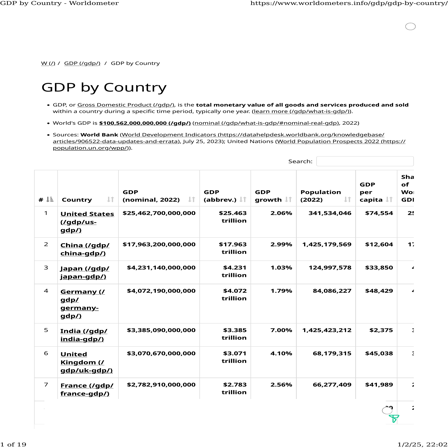 GDP by Country - Worldometer https://www.worldometers.info/gdp/gdp-by-country/
W (/) / GDP (/gdp/) / GDP by Country
GDP by Country
GDP, or Gross Domestic Product (/gdp/), is the total monetary value of all goods and services produced and sold
within a country during a specific time period, typically one year. (learn more (/gdp/what-is-gdp/)).
World's GDP is $100,562,000,000,000 (/gdp/) (nominal (/gdp/what-is-gdp/#nominal-real-gdp), 2022)
Sources: World Bank (World Development Indicators (https://datahelpdesk.worldbank.org/knowledgebase/
articles/906522-data-updates-and-errata), July 25, 2023); United Nations (World Population Prospects 2022 (https://
population.un.org/wpp/)).
Search:
# Country GDP (nominal, 2022) GDP (abbrev.) GDP growth Population (2022) GDP per capita Share of
1 United States $25,462,700,000,000 $25.463 2.06% 341,534,046 $74,554
(/gdp/us- trillion
gdp/)
2 China (/gdp/ $17,963,200,000,000 $17.963 2.99% 1,425,179,569 $12,604
china-gdp/) trillion
3 Japan (/gdp/ $4,231,140,000,000 $4.231 1.03% 124,997,578 $33,850
japan-gdp/) trillion
4 Germany (/ $4,072,190,000,000 $4.072 1.79% 84,086,227 $48,429
gdp/ trillion
germany-
gdp/)
5 India (/gdp/ $3,385,090,000,000 $3.385 7.00% 1,425,423,212 $2,375
india-gdp/) trillion
6 United $3,070,670,000,000 $3.071 4.10% 68,179,315 $45,038
Kingdom (/ trillion
gdp/uk-gdp/)
7 France (/gdp/ $2,782,910,000,000 $2.783 2.56% 66,277,409 $41,989
france-gdp/) trillion
1 of 19 1/2/25, 22:02